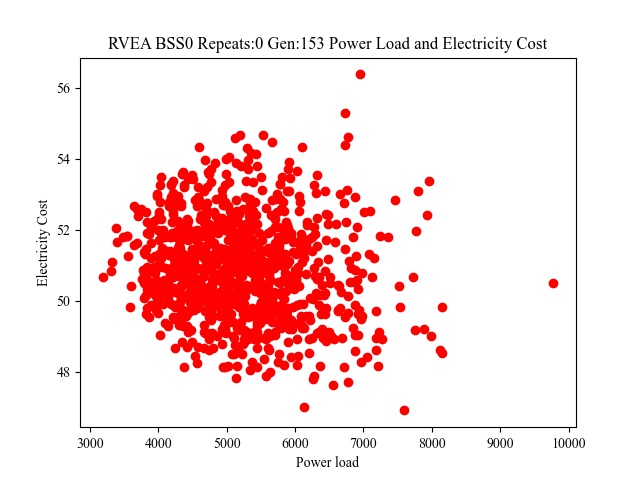 RVEA BSS0 Repeats:0 Gen:153 Power Load and Electricity Cost
56
54
52
50
48
Electricity Cost
3000 4000 5000 6000 7000 8000 9000 10000
Power load